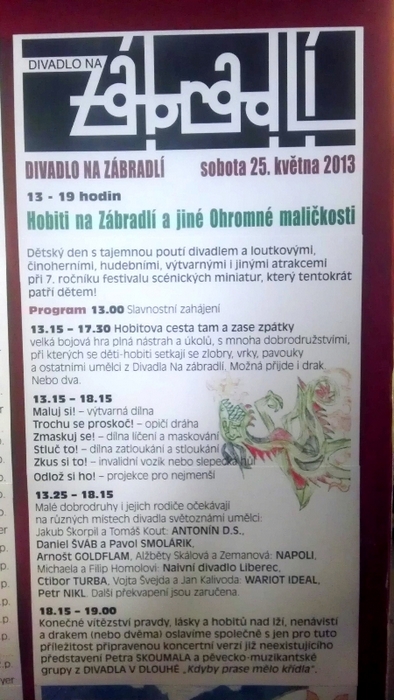 DIVADLO NA
Zábradlí
DIVADLO NA ZÁBRADLÍ sobota 25. května 2013
13 - 19 hodin
Hobiti na Zábradlí a jiné Ohromné maličkosti
Dětský den s tajemnou poutí divadlem a loutkovými,
činoherními, hudebními, výtvarnými i jinými atrakcemi
při 7. ročníku festivalu scénických miniatur, který tentokrát
patří dětem!
Program 13.00 Slavnostní zahájení
13.15 – 17.30 Hobitova cesta tam a zase zpátky
velká bojová hra plná nástrah a úkolů, s mnoha dobrodružstvími,
při kterých se děti-hobiti setkají se zlobry, vrky, pavouky
a ostatními umělci z Divadla Na zábradlí. Možná přijde i drak.
Nebo dva.
13.15 – 18.15
Maluj si! – výtvarná dílna
Trochu se proskoč! – opičí dráha
Zmaskuj se! – dílna líčení a maskování
Stluč to! – dílna zatloukání a stloukání
Zkus si to! – invalidní vozík nebo slepecká hůl
Odlož si ho! – projekce pro nejmenší
13.25 – 18.15
Malé dobrodruhy i jejich rodiče očekávají
na různých místech divadla světoznámí umělci:
Jakub Škorpil a Tomáš Kout: ANTONÍN D.S.,
Daniel ŠVÁB a Pavol SMOLÁRIK,
Arnošt GOLDFLAM, Alžběty Skálová a Zemanová: NAPOLI,
Michaela a Filip Homolovi: Naivní divadlo Liberec,
Ctibor TURBA, Vojta Švejda a Jan Kalivoda: WARIOT IDEAL,
Petr NIKL. Další překvapení jsou zaručena.
18.15 – 19.00
Konečné vítězství pravdy, lásky a hobitů nad lží, nenávistí
a drakem (nebo dvěma) oslavíme společně s jen pro tuto
příležitost připravenou koncertní verzí již neexistujícího
představení Petra SKOUMALA a pěvecko-muzikantské
grupy z DIVADLA V DLOUHÉ „Kdyby prase mělo křídla“.